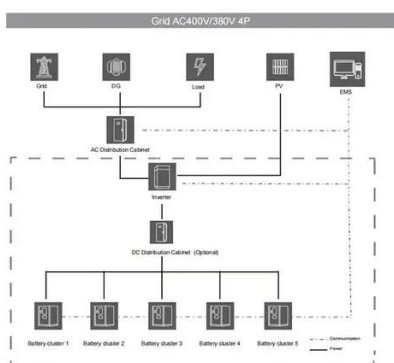 Grid AC400V/380V 4P
Grid DG Load PV EMS
AC Distribution Cabinet
Inverter
DC Distribution Cabinet (Optional)
Battery cluster 1 Battery cluster 2 Battery cluster 3 Battery cluster 4 Battery cluster 5
Communication
Power